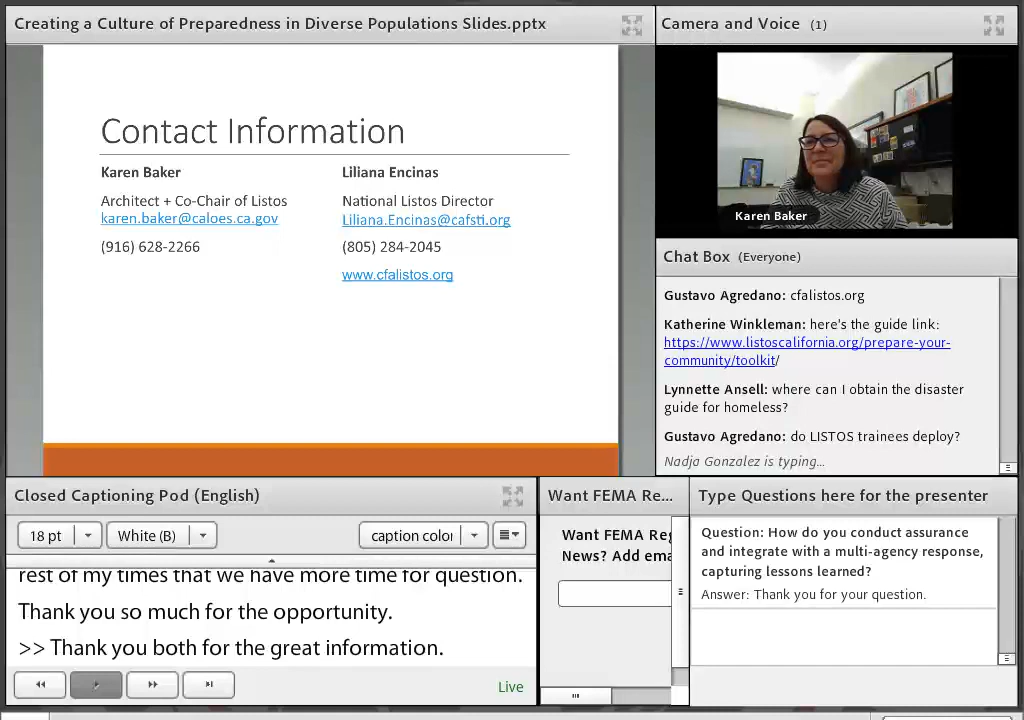 Creating a Culture of Preparedness in Diverse Populations Slides.pptx
Contact Information
Karen Baker
Architect + Co-Chair of Listos
karen.baker@caloes.ca.gov
(916) 628-2266
Liliana Encinas
National Listos Director
Liliana.Encinas@cafsti.org
(805) 284-2045
www.cfalistos.org
Camera and Voice (1)
Karen Baker
Chat Box (Everyone)
Gustavo Agredano: cfalistos.org
Katherine Winkleman: here's the guide link:
https://www.listoscalifornia.org/prepare-your-
community/toolkit/
Lynnette Ansell: where can I obtain the disaster
guide for homeless?
Gustavo Agredano: do LISTOS trainees deploy?
Nadja Gonzalez is typing...
Closed Captioning Pod (English)
18 pt
White (B)
caption colo
rest of my times that we have more time for question.
Thank you so much for the opportunity.
>> Thank you both for the great information.
Live
Want FEMA Re...
Want FEMA Reg
News? Add ema
Type Questions here for the presenter
Question: How do you conduct assurance
and integrate with a multi-agency response,
capturing lessons learned?
Answer: Thank you for your question.